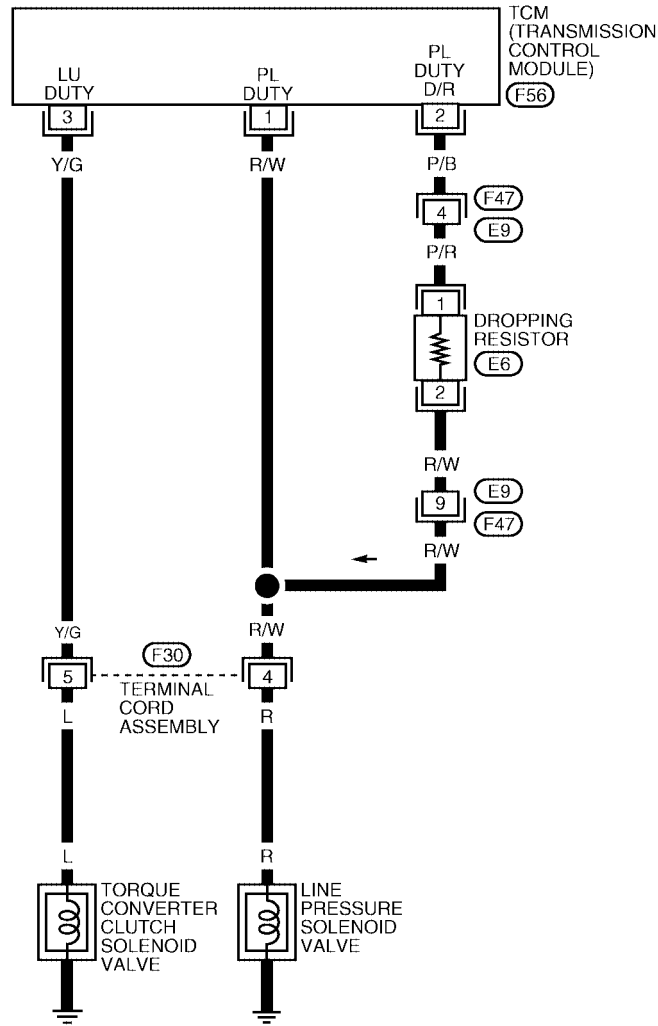 TCM
(TRANSMISSION
CONTROL
MODULE)
F56
LU
DUTY
PL
DUTY
PL
DUTY
D/R
3
1
2
Y/G
R/W
P/B
4
F47
E9
P/R
1
DROPPING
RESISTOR
E6
2
R/W
9
E9
F47
R/W
Y/G
R/W
5
F30
4
TERMINAL
CORD
ASSEMBLY
L
R
L
R
TORQUE
CONVERTER
CLUTCH
SOLENOID
VALVE
LINE
PRESSURE
SOLENOID
VALVE